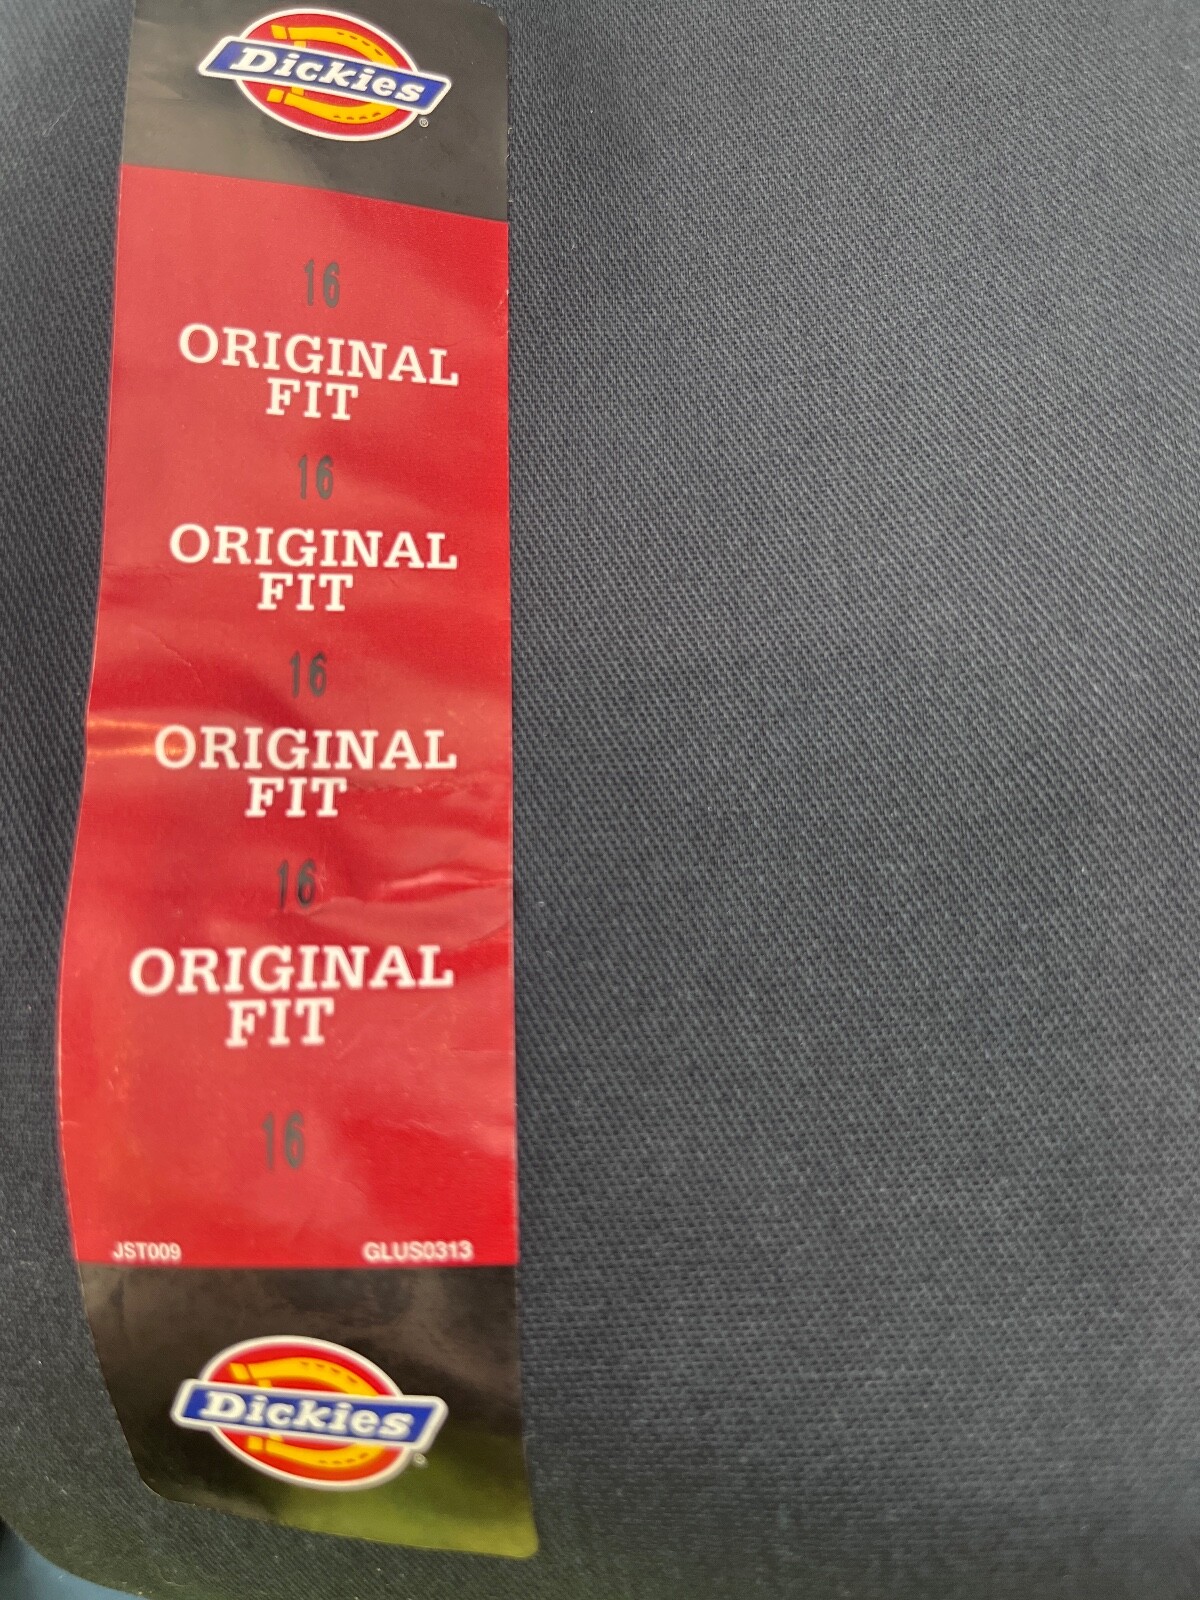 Dickies
®
16
ORIGINAL
FIT
16
ORIGINAL
FIT
16
ORIGINAL
FIT
16
ORIGINAL
FIT
16
JST009 GLUS0313
Dickies
®